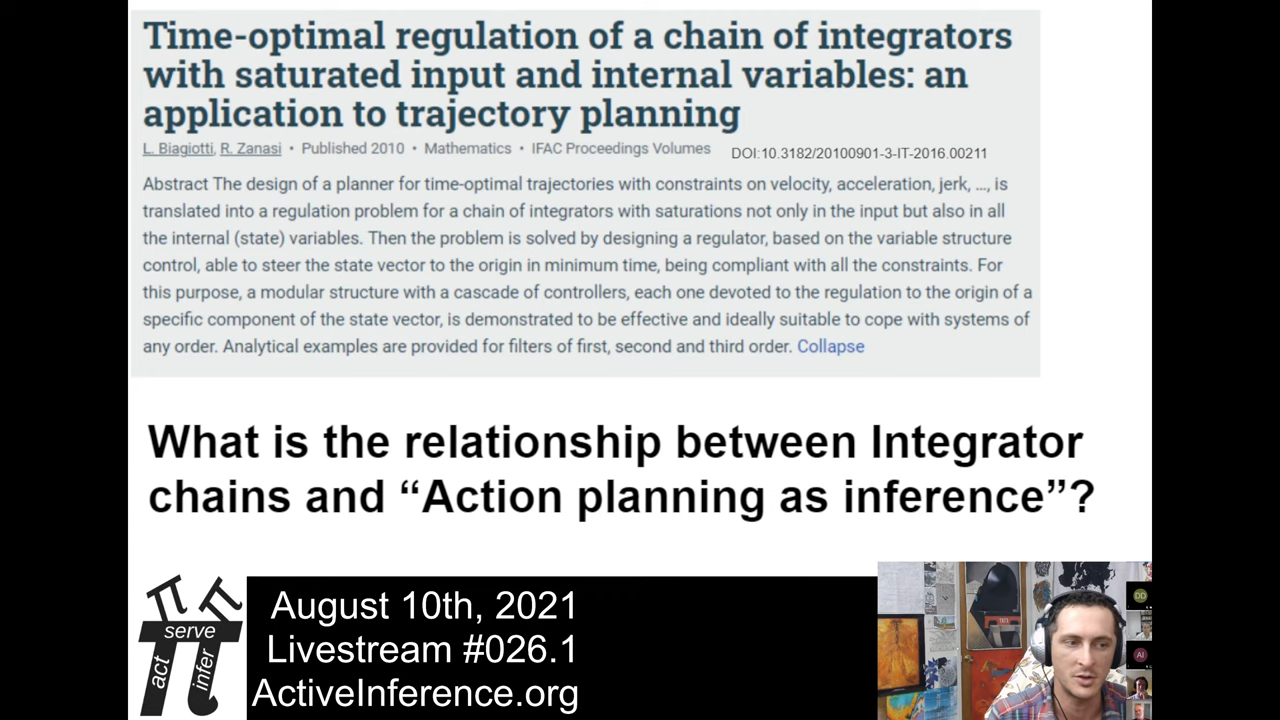 Time-optimal regulation of a chain of integrators
with saturated input and internal variables: an
application to trajectory planning
L. Biagiotti, R. Zanasi • Published 2010 • Mathematics • IFAC Proceedings Volumes
DOI:10.3182/20100901-3-IT-2016.00211
Abstract The design of a planner for time-optimal trajectories with constraints on velocity, acceleration, jerk, ..., is
translated into a regulation problem for a chain of integrators with saturations not only in the input but also in all
the internal (state) variables. Then the problem is solved by designing a regulator, based on the variable structure
control, able to steer the state vector to the origin in minimum time, being compliant with all the constraints. For
this purpose, a modular structure with a cascade of controllers, each one devoted to the regulation to the origin of a
specific component of the state vector, is demonstrated to be effective and ideally suitable to cope with systems of
any order. Analytical examples are provided for filters of first, second and third order. Collapse
What is the relationship between Integrator
chains and “Action planning as inference”?
serve
act
infer
August 10th, 2021
Livestream #026.1
ActiveInference.org
DD
AI